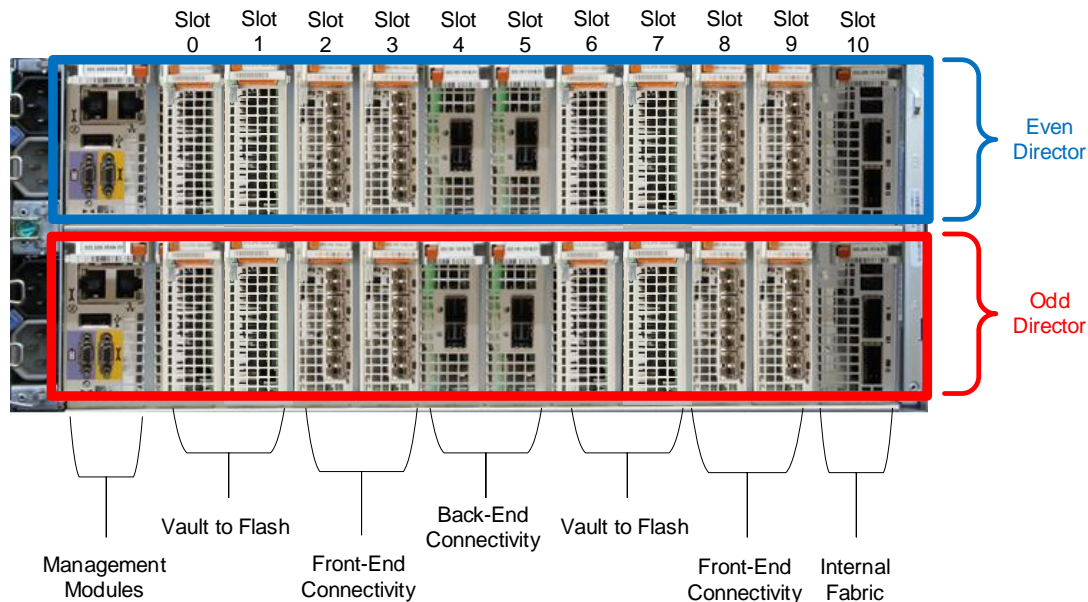 Slot Slot Slot Slot Slot Slot Slot Slot Slot Slot Slot
0 1 2 3 4 5 6 7 8 9 10
Even
Director
Odd
Director
Vault to Flash
Back-End
Connectivity
Vault to Flash
Management
Modules
Front-End
Connectivity
Front-End
Connectivity
Internal
Fabric